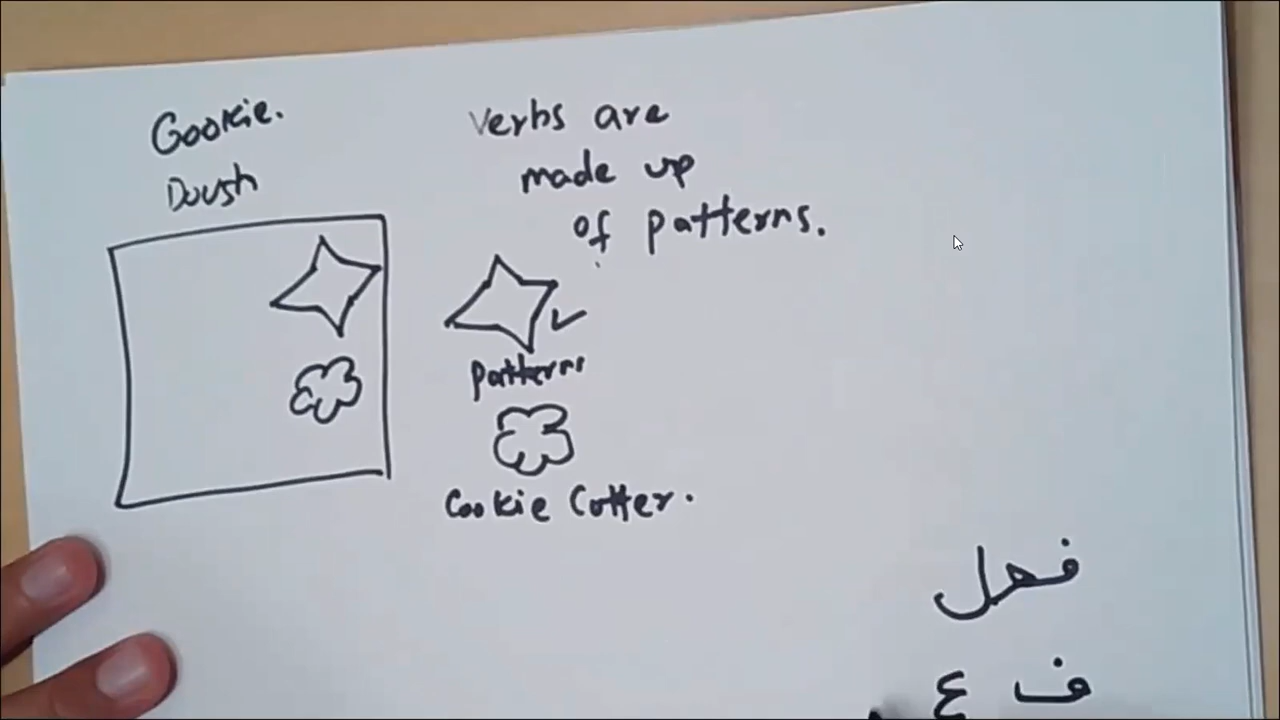 Cookie.
Dough
Verbs are
made up
of patterns.
patterns
Cookie Cutter.
فعل
ف ع